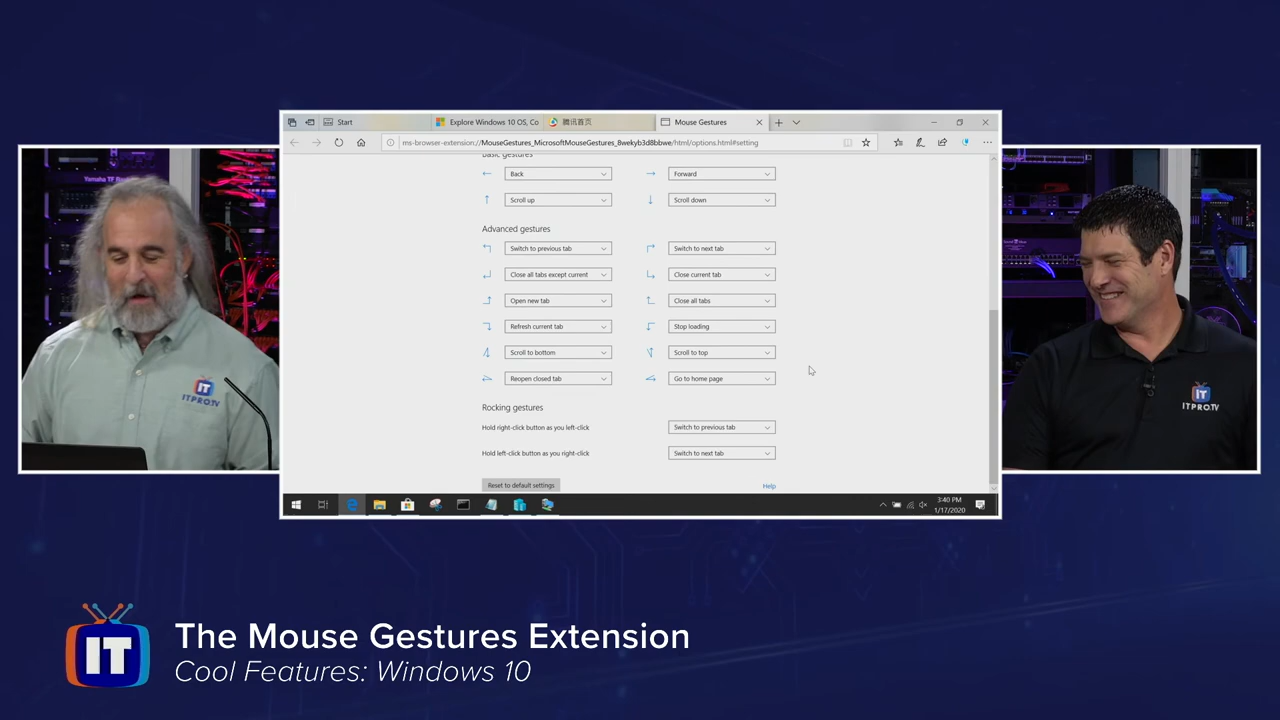 Start
Explore Windows 10 OS, Co
腾讯首页
Mouse Gestures
ms-browser-extension://MouseGestures_MicrosoftMouseGestures_8wekyb3d8bbwe/html/options.html#setting
Basic gestures
Back
Forward
Scroll up
Scroll down
Advanced gestures
Switch to previous tab
Switch to next tab
Close all tabs except current
Close current tab
Open new tab
Close all tabs
Refresh current tab
Stop loading
Scroll to bottom
Scroll to top
Reopen closed tab
Go to home page
Rocking gestures
Hold right-click button as you left-click
Switch to previous tab
Hold left-click button as you right-click
Switch to next tab
Reset to default settings
Help
3:40 PM
1/17/2020
IT
ITPRO.TV
IT
ITPRO.TV
IT
The Mouse Gestures Extension
Cool Features: Windows 10